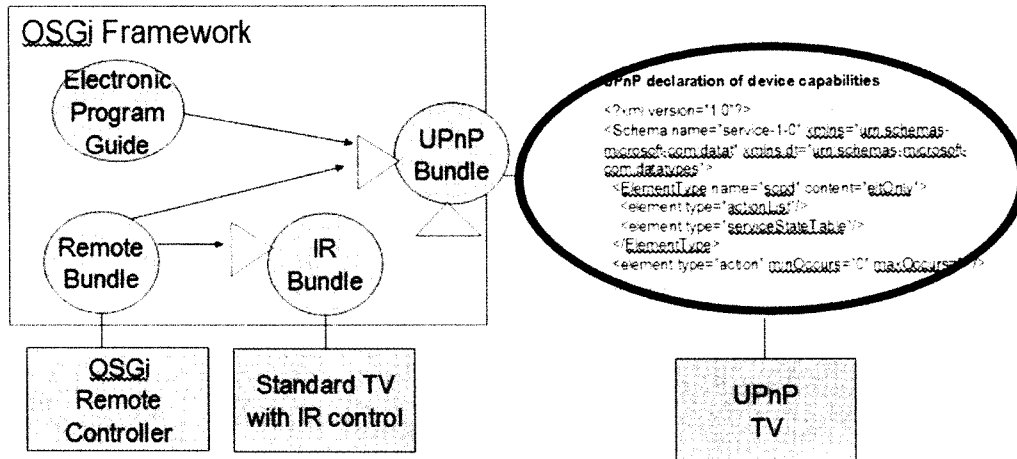 OSGi Framework
Electronic
Program
Guide
UPnP
Bundle
Remote
Bundle
IR
Bundle
OSGi
Remote
Controller
Standard TV
with IR control
UPnP declaration of device capabilities
<?xml version="1.0"?>
<Schema name="service-1-0" xmlns="urn:schemas-
microsoft-com:datat" xmlns:dt="urn:schemas-microsoft-
com:datatypes">
<ElementType name="scpd" content="eltOnly">
<element type="actionList"/>
<element type="serviceStateTable"/>
</ElementType>
<element type="action" minOccurs="0" maxOccurs=
UPnP
TV